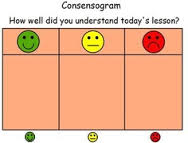 Consensogram
How well did you understand today's lesson?